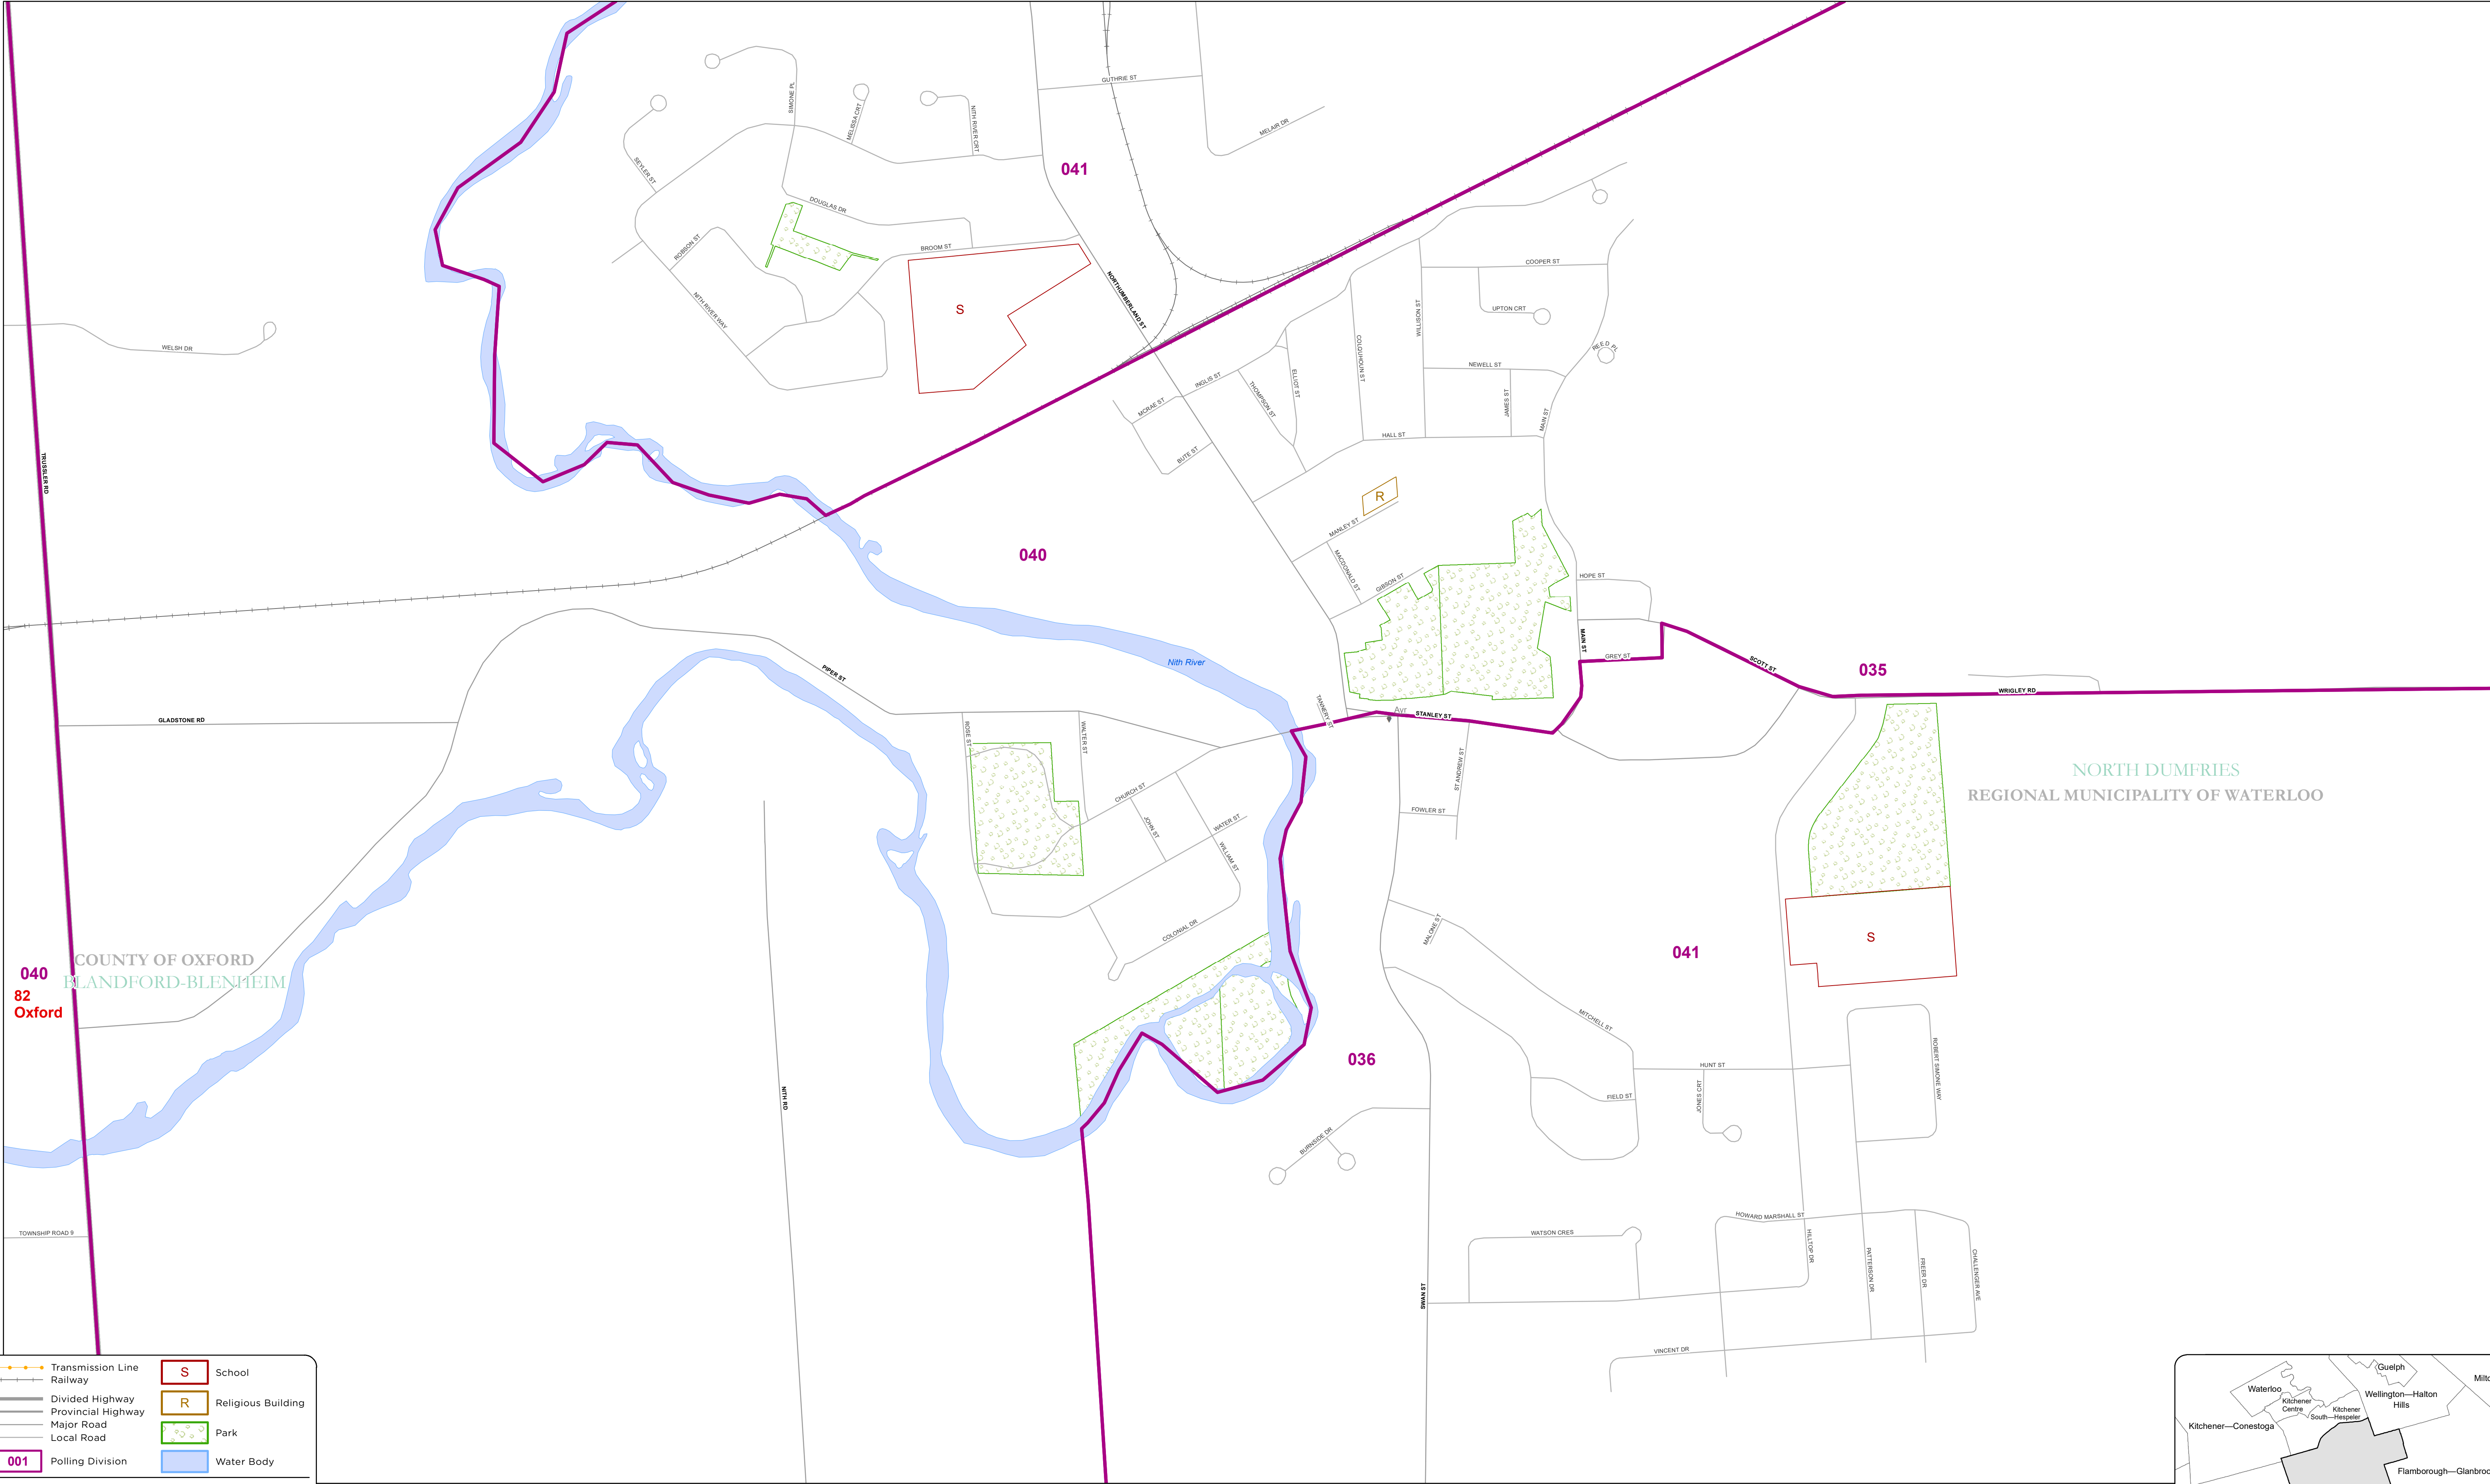 GUTHRIE ST
SIMONE PL
MELISSA CRT
NITH RIVER CRT
MELAIR DR
SEYLER ST
041
DOUGLAS DR
ROBSON ST
BROOM ST
NITH RIVER WAY
S
NORTHUMBERLAND ST
COOPER ST
UPTON CRT
WILLISON ST
WELSH DR
COLQUHOUN ST
REED PL
NEWELL ST
INGLIS ST
ELLIOT ST
THOMPSON ST
MCRAE ST
JAMES ST
MAIN ST
HALL ST
BUTE ST
TRUSSLER RD
R
MANLEY ST
040
MACDONALD ST
GIBSON ST
HOPE ST
MAIN ST
GREY ST
Nith River
SCOTT ST
035
PIPER ST
WRIGLEY RD
TANNERY ST
Ayr
STANLEY ST
GLADSTONE RD
ROSE ST
WALTER ST
ST ANDREW ST
NORTH DUMFRIES
REGIONAL MUNICIPALITY OF WATERLOO
CHURCH ST
JOHN ST
WATER ST
FOWLER ST
WILLIAM ST
COLONIAL DR
MALONE ST
S
041
COUNTY OF OXFORD
BLANDFORD-BLENHEIM
040
82
Oxford
MITCHELL ST
036
HUNT ST
ROBERT SIMONE WAY
JONES CRT
FIELD ST
NITH RD
BURNSIDE DR
HOWARD MARSHALL ST
TOWNSHIP ROAD 9
WATSON CRES
HILLTOP DR
PATTERSON DR
FREER DR
CHALLENGER AVE
SWAN ST
VINCENT DR
Transmission Line
Railway
Divided Highway
Provincial Highway
Major Road
Local Road
001
Polling Division
S
School
R
Religious Building
Park
Water Body
Guelph
Waterloo
Kitchener
Centre
Kitchener
South—Hespeler
Wellington—Halton
Hills
Kitchener—Conestoga